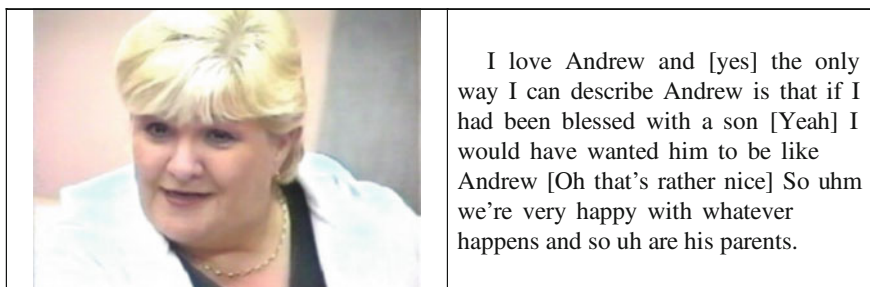 I love Andrew and [yes] the only
way I can describe Andrew is that if I
had been blessed with a son [Yeah] I
would have wanted him to be like
Andrew [Oh that's rather nice] So uhm
we're very happy with whatever
happens and so uh are his parents.